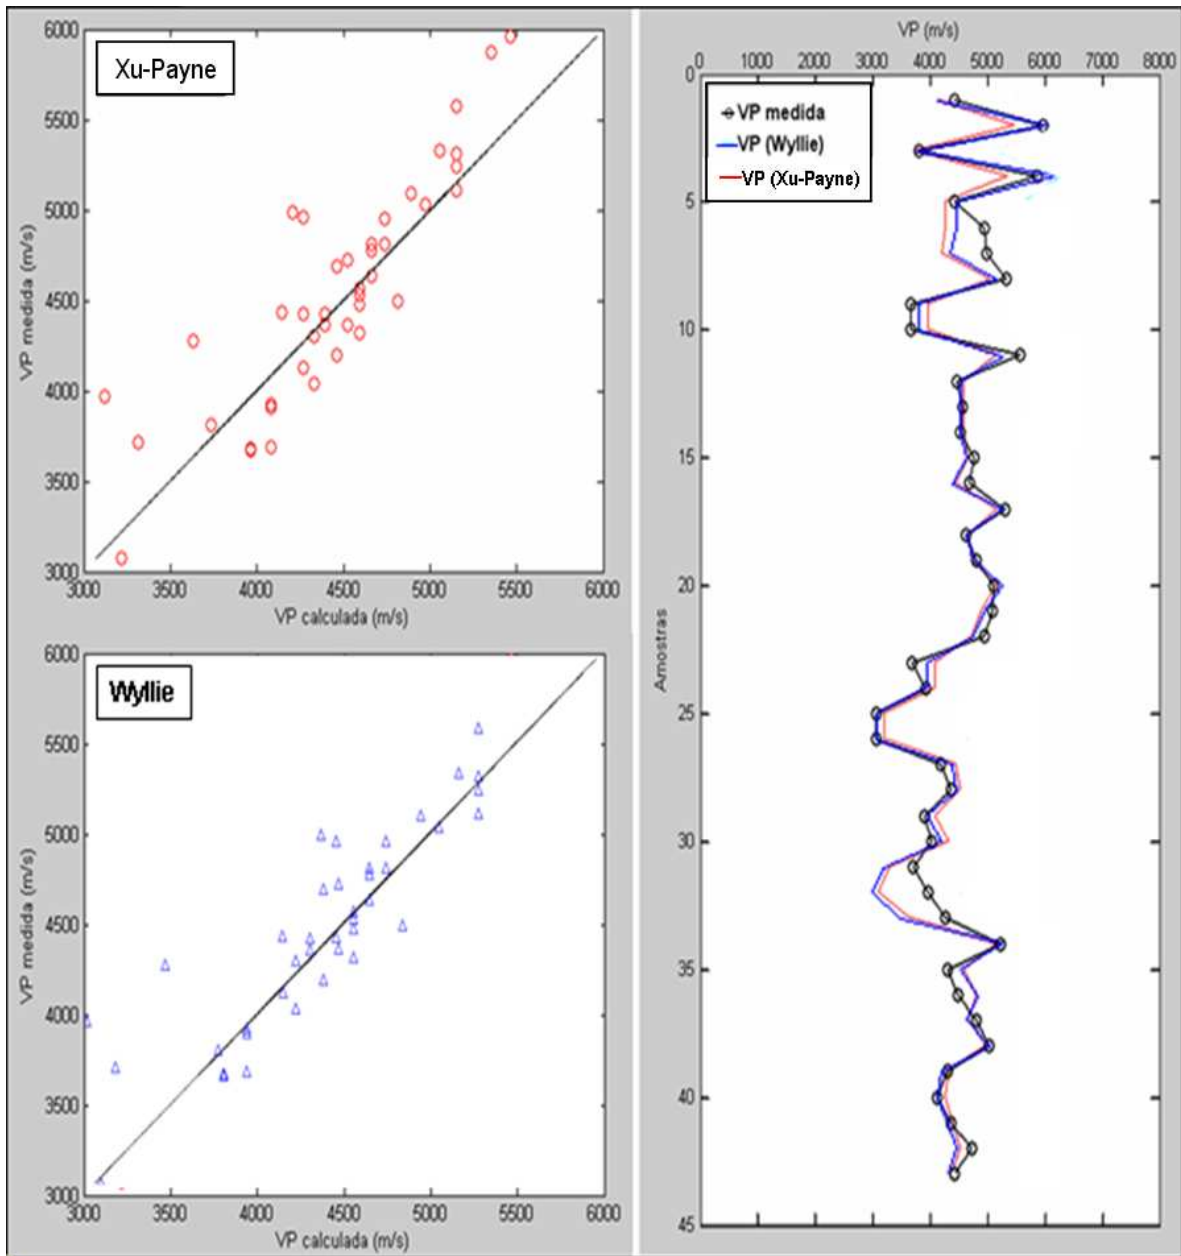 6000
5500
5000
4500
4000
3500
3000
VP medida (m/s)
Xu-Payne
3000 3500 4000 4500 5000 5500 6000
VP calculada (m/s)
6000
5500
5000
4500
4000
3500
3000
VP medida (m/s)
Wyllie
3000 3500 4000 4500 5000 5500 6000
VP calculada (m/s)
VP (m/s)
0 1000 2000 3000 4000 5000 6000 7000 8000
VP medida
VP (Wyllie)
VP (Xu-Payne)
Amostras
0
5
10
15
20
25
30
35
40
45